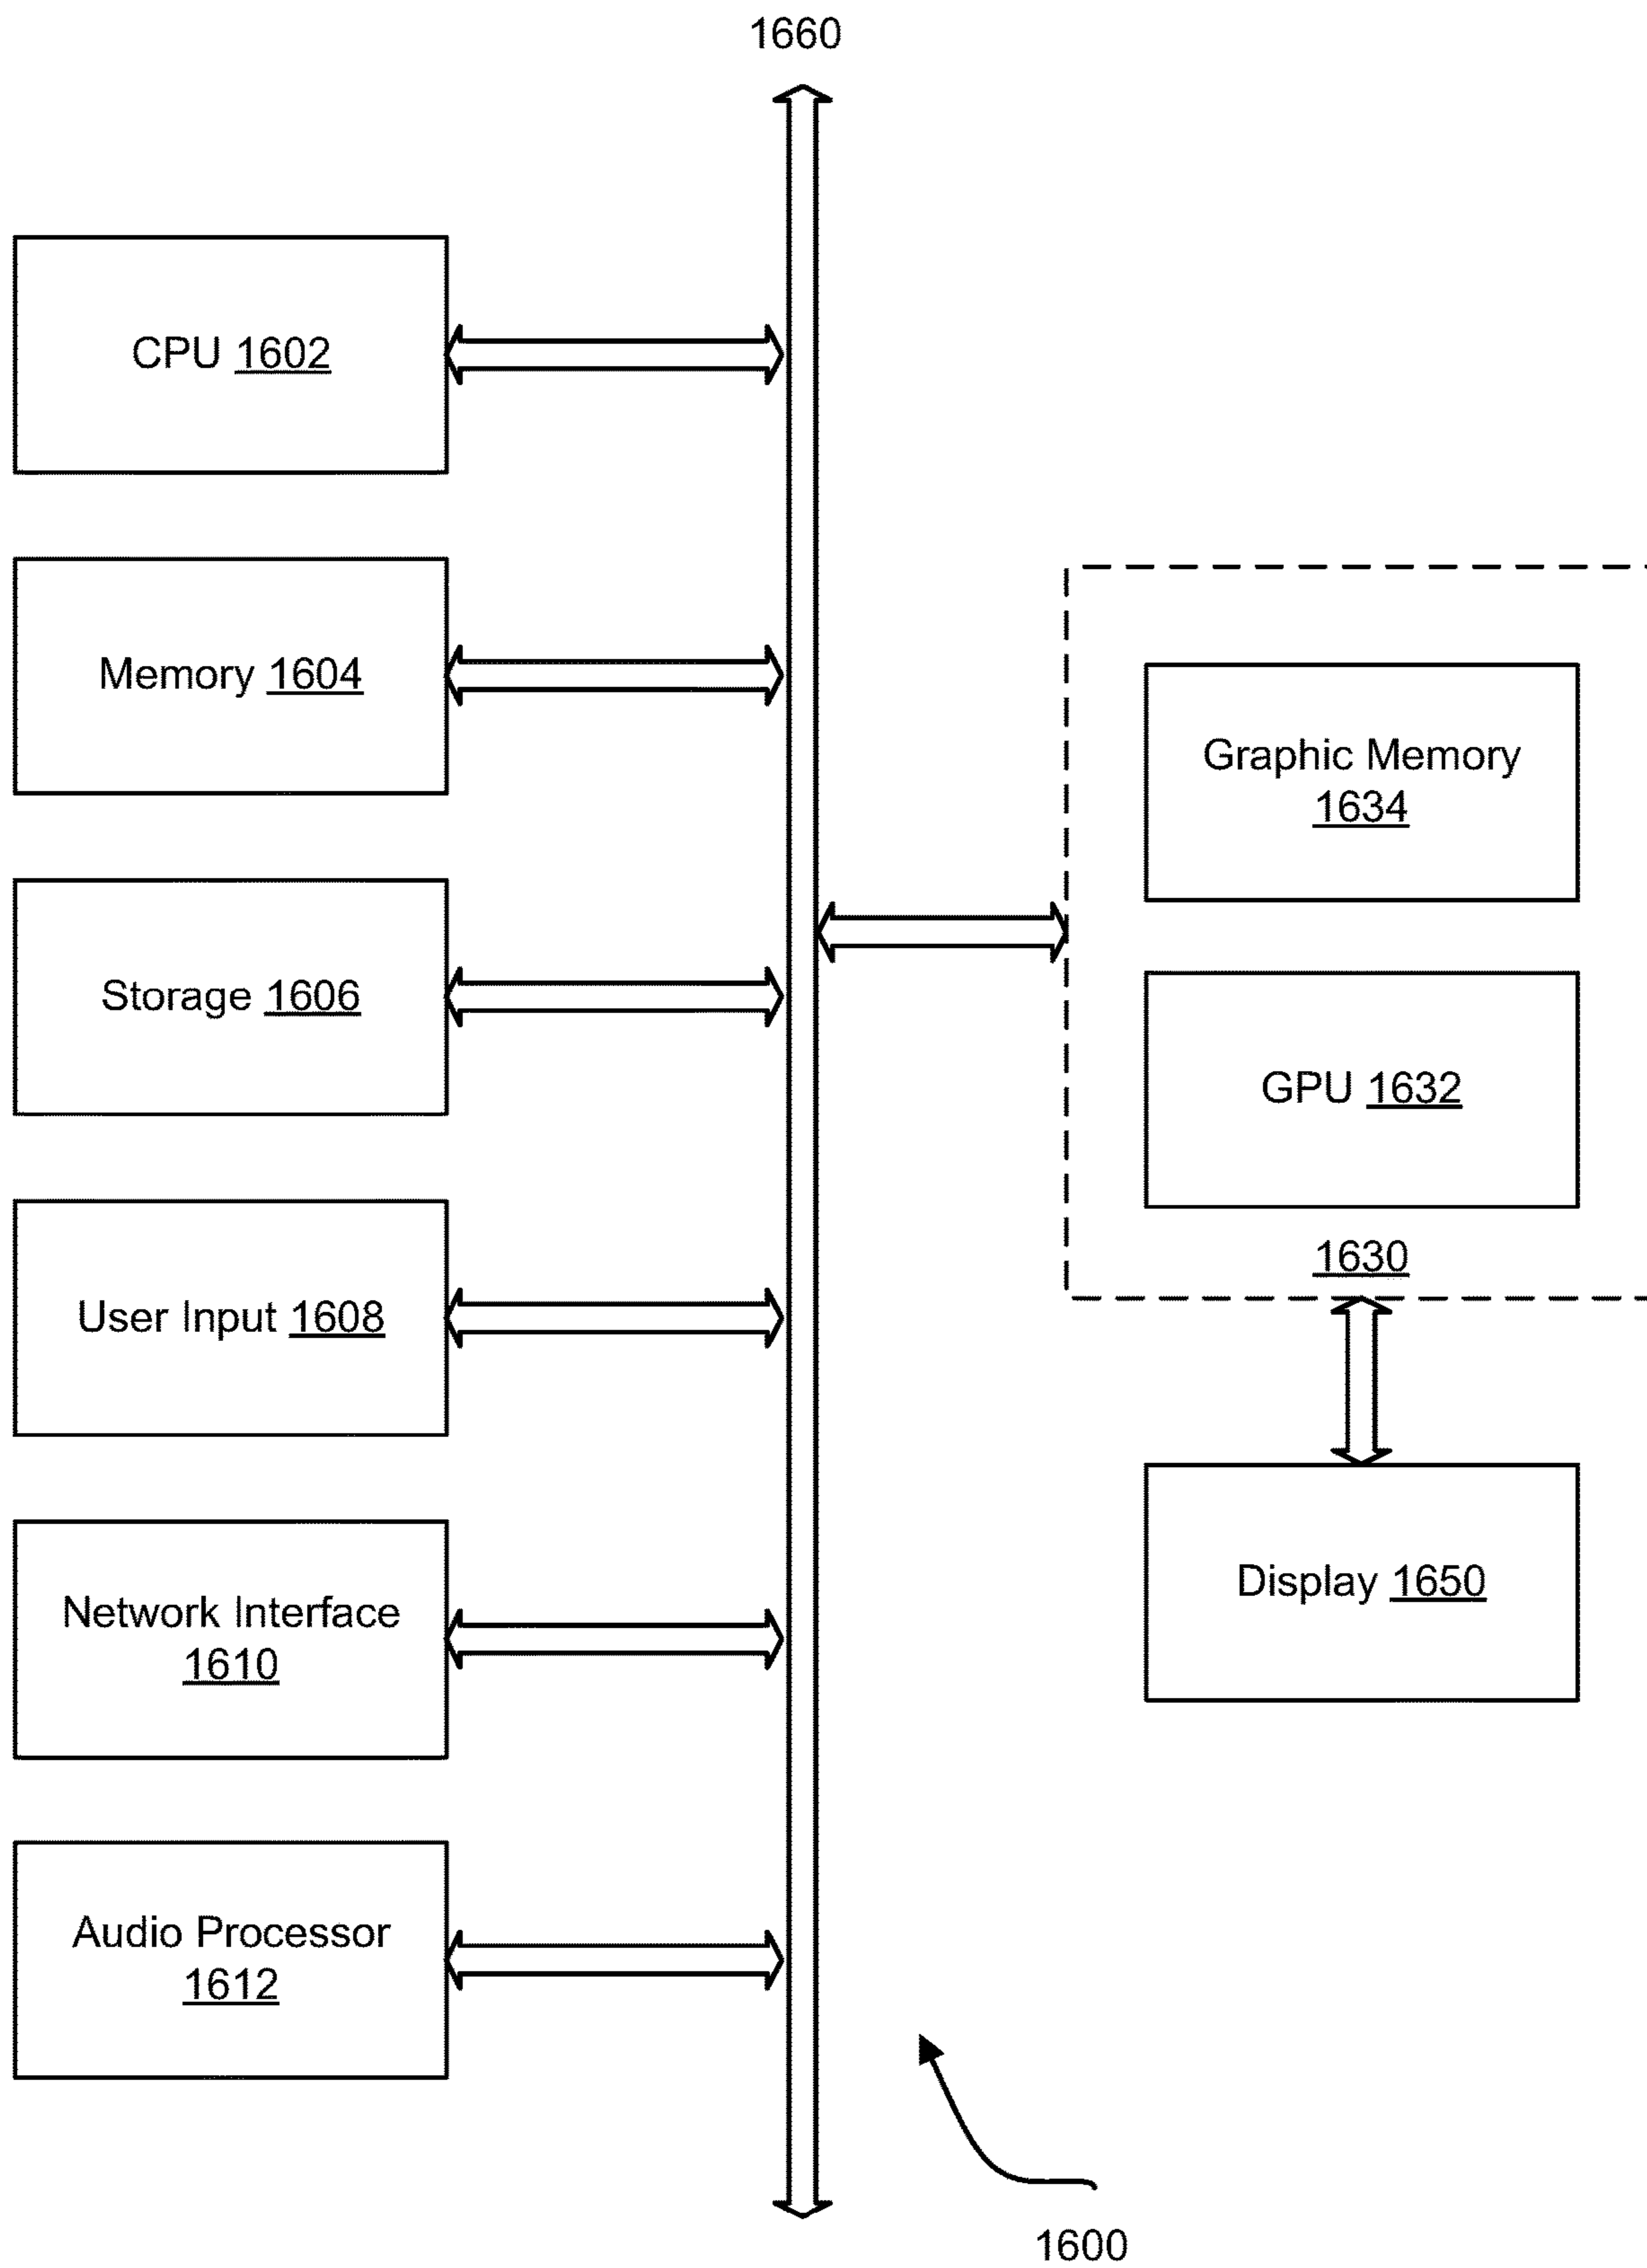 1660
CPU 1602
Memory 1604
Storage 1606
User Input 1608
Network Interface
1610
Audio Processor
1612
Graphic Memory
1634
GPU 1632
1630
Display 1650
1600